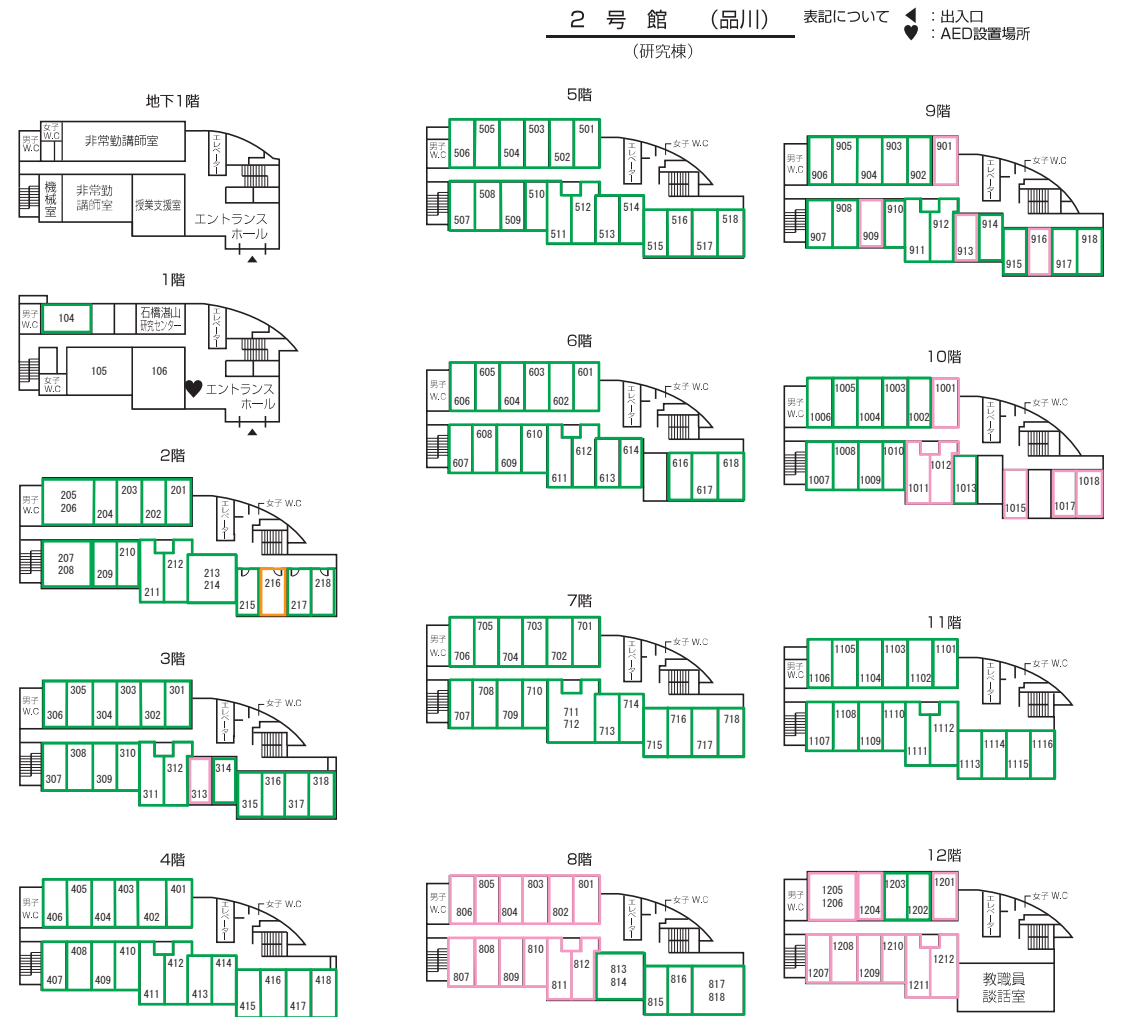 2 号 館 （品川）
（研究棟）
表記について
◀ ：出入口
♥ ：AED設置場所
地下1階
男子
W.C
女子
W.C
非常勤講師室
エレベーター
機械室
非常勤
講師室
授業支援室
エントランス
ホール
1階
男子
W.C
104
石橋湛山
研究センター
エレベーター
女子
W.C
105
106
エントランス
ホール
2階
男子
W.C
205
206
204
203
202
201
エレベーター
女子 W.C
207
208
209
210
211
212
213
214
215
216
217
218
3階
男子
W.C
306
305
304
303
302
301
エレベーター
女子 W.C
307
308
309
310
311
312
313
314
315
316
317
318
4階
男子
W.C
406
405
404
403
402
401
エレベーター
女子 W.C
407
408
409
410
411
412
413
414
415
416
417
418
5階
男子
W.C
506
505
504
503
502
501
エレベーター
女子 W.C
507
508
509
510
511
512
513
514
515
516
517
518
6階
男子
W.C
606
605
604
603
602
601
エレベーター
女子 W.C
607
608
609
610
611
612
613
614
616
617
618
7階
男子
W.C
706
705
704
703
702
701
エレベーター
女子 W.C
707
708
709
710
711
712
713
714
715
716
717
718
8階
男子
W.C
806
805
804
803
802
801
エレベーター
女子 W.C
807
808
809
810
811
812
813
814
815
816
817
818
9階
男子
W.C
906
905
904
903
902
901
エレベーター
女子 W.C
907
908
909
910
911
912
913
914
915
916
917
918
10階
男子
W.C
1006
1005
1004
1003
1002
1001
エレベーター
女子 W.C
1007
1008
1009
1010
1011
1012
1013
1015
1017
1018
11階
男子
W.C
1106
1105
1104
1103
1102
1101
エレベーター
女子 W.C
1107
1108
1109
1110
1111
1112
1113
1114
1115
1116
12階
男子
W.C
1205
1206
1204
1203
1202
1201
エレベーター
女子 W.C
1207
1208
1209
1210
1211
1212
教職員
談話室